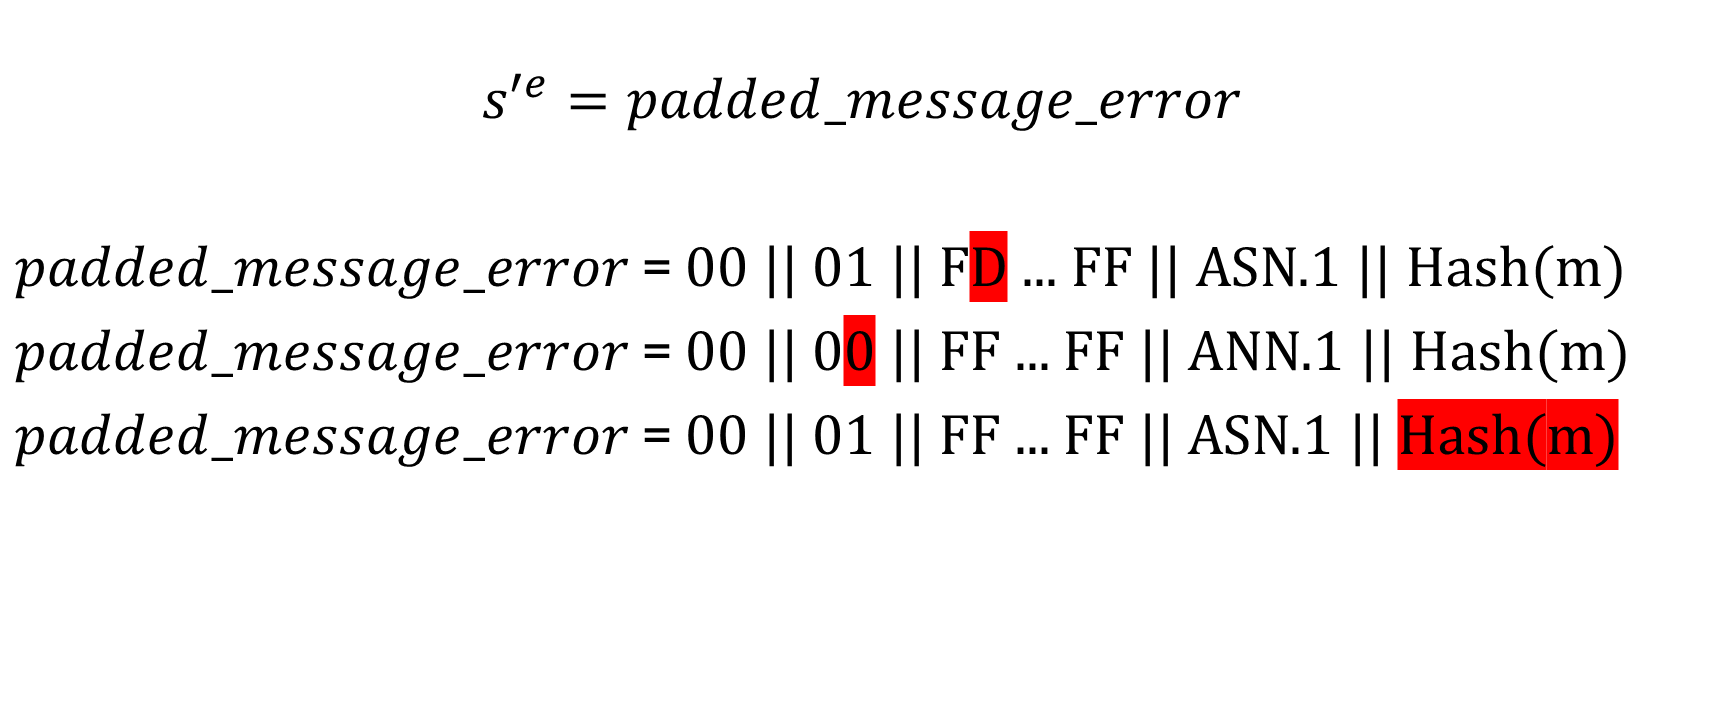 s′ᵉ = padded_message_error
padded_message_error = 00 || 01 || FD ... FF || ASN.1 || Hash(m)
padded_message_error = 00 || 00 || FF ... FF || ANN.1 || Hash(m)
padded_message_error = 00 || 01 || FF ... FF || ASN.1 || Hash(m)